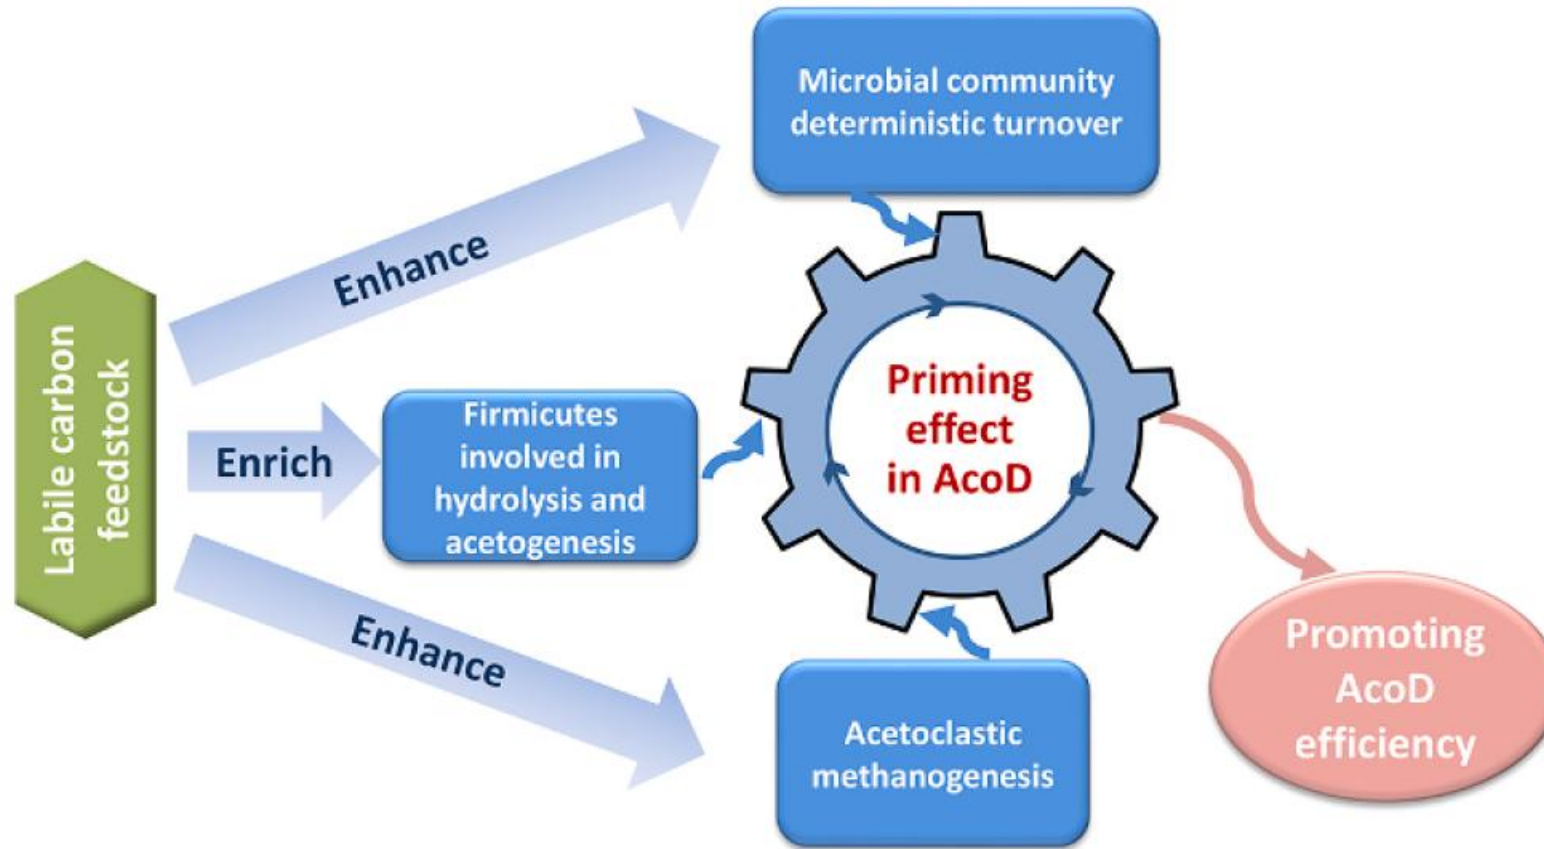 Microbial community
deterministic turnover
Enhance
Labile carbon
feedstock
Enrich
Firmicutes
involved in
hydrolysis and
acetogenesis
Priming
effect
in AcoD
Enhance
Acetoclastic
methanogenesis
Promoting
AcoD
efficiency